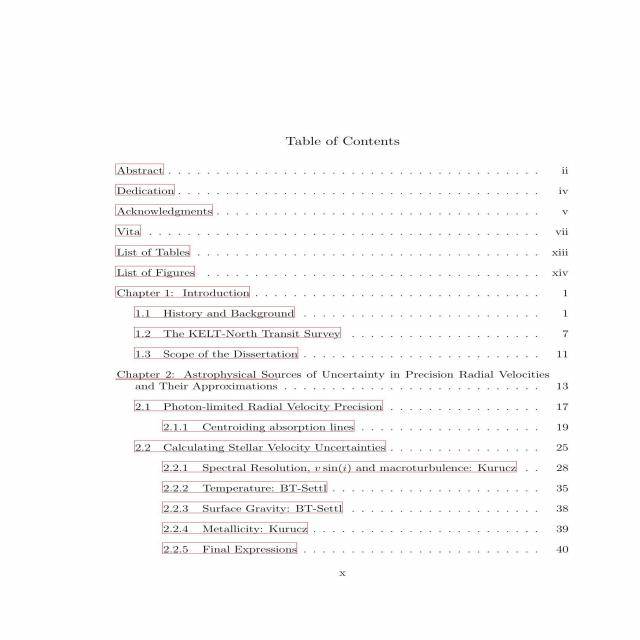 Table of Contents
Abstract . . . . . . . . . . . . . . . . . . . . . . . . . . . . . . . . . . . . . . . ii
Dedication . . . . . . . . . . . . . . . . . . . . . . . . . . . . . . . . . . . . . . iv
Acknowledgments . . . . . . . . . . . . . . . . . . . . . . . . . . . . . . . . . . v
Vita . . . . . . . . . . . . . . . . . . . . . . . . . . . . . . . . . . . . . . . . . vii
List of Tables . . . . . . . . . . . . . . . . . . . . . . . . . . . . . . . . . . . . xiii
List of Figures . . . . . . . . . . . . . . . . . . . . . . . . . . . . . . . . . . . xiv
Chapter 1: Introduction . . . . . . . . . . . . . . . . . . . . . . . . . . . . . . 1
1.1 History and Background . . . . . . . . . . . . . . . . . . . . . . . . . 1
1.2 The KELT-North Transit Survey . . . . . . . . . . . . . . . . . . . . 7
1.3 Scope of the Dissertation . . . . . . . . . . . . . . . . . . . . . . . . . 11
Chapter 2: Astrophysical Sources of Uncertainty in Precision Radial Velocities
and Their Approximations . . . . . . . . . . . . . . . . . . . . . . . . . . . 13
2.1 Photon-limited Radial Velocity Precision . . . . . . . . . . . . . . . . 17
2.1.1 Centroiding absorption lines . . . . . . . . . . . . . . . . . . . 19
2.2 Calculating Stellar Velocity Uncertainties . . . . . . . . . . . . . . . . 25
2.2.1 Spectral Resolution, v sin(i) and macroturbulence: Kurucz . . 28
2.2.2 Temperature: BT-Settl . . . . . . . . . . . . . . . . . . . . . . 35
2.2.3 Surface Gravity: BT-Settl . . . . . . . . . . . . . . . . . . . . 38
2.2.4 Metallicity: Kurucz . . . . . . . . . . . . . . . . . . . . . . . . 39
2.2.5 Final Expressions . . . . . . . . . . . . . . . . . . . . . . . . . 40
x